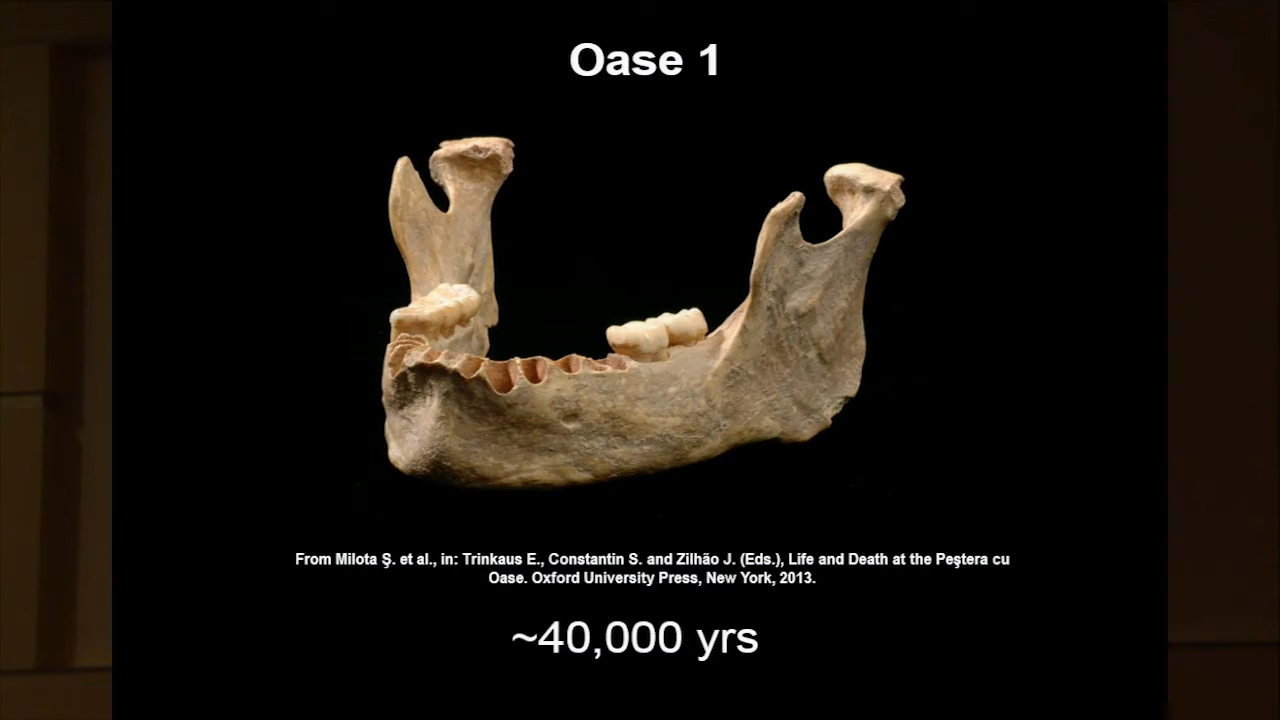 Oase 1
From Milota Ş. et al., in: Trinkaus E., Constantin S. and Zilhão J. (Eds.), Life and Death at the Peştera cu
Oase. Oxford University Press, New York, 2013.
~40,000 yrs